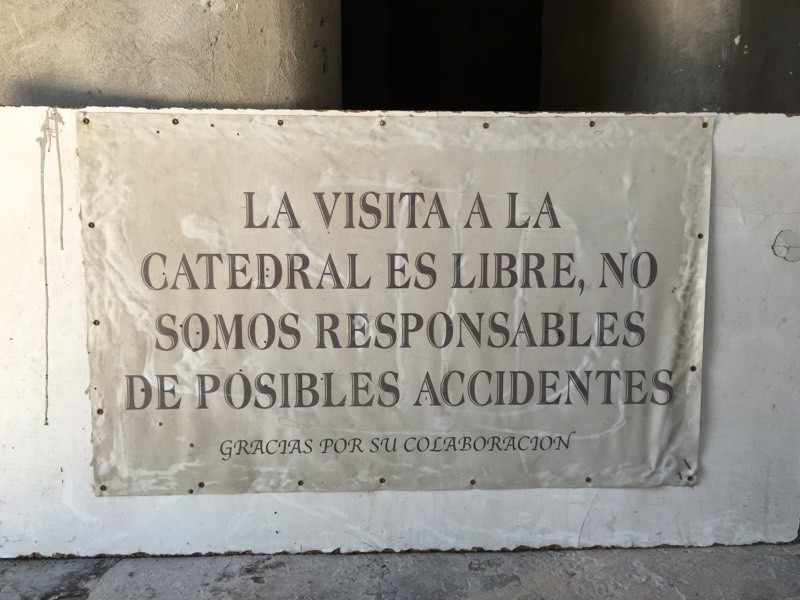 LA VISITA A LA
CATEDRAL ES LIBRE, NO
SOMOS RESPONSABLES
DE POSIBLES ACCIDENTES
GRACIAS POR SU COLABORACION